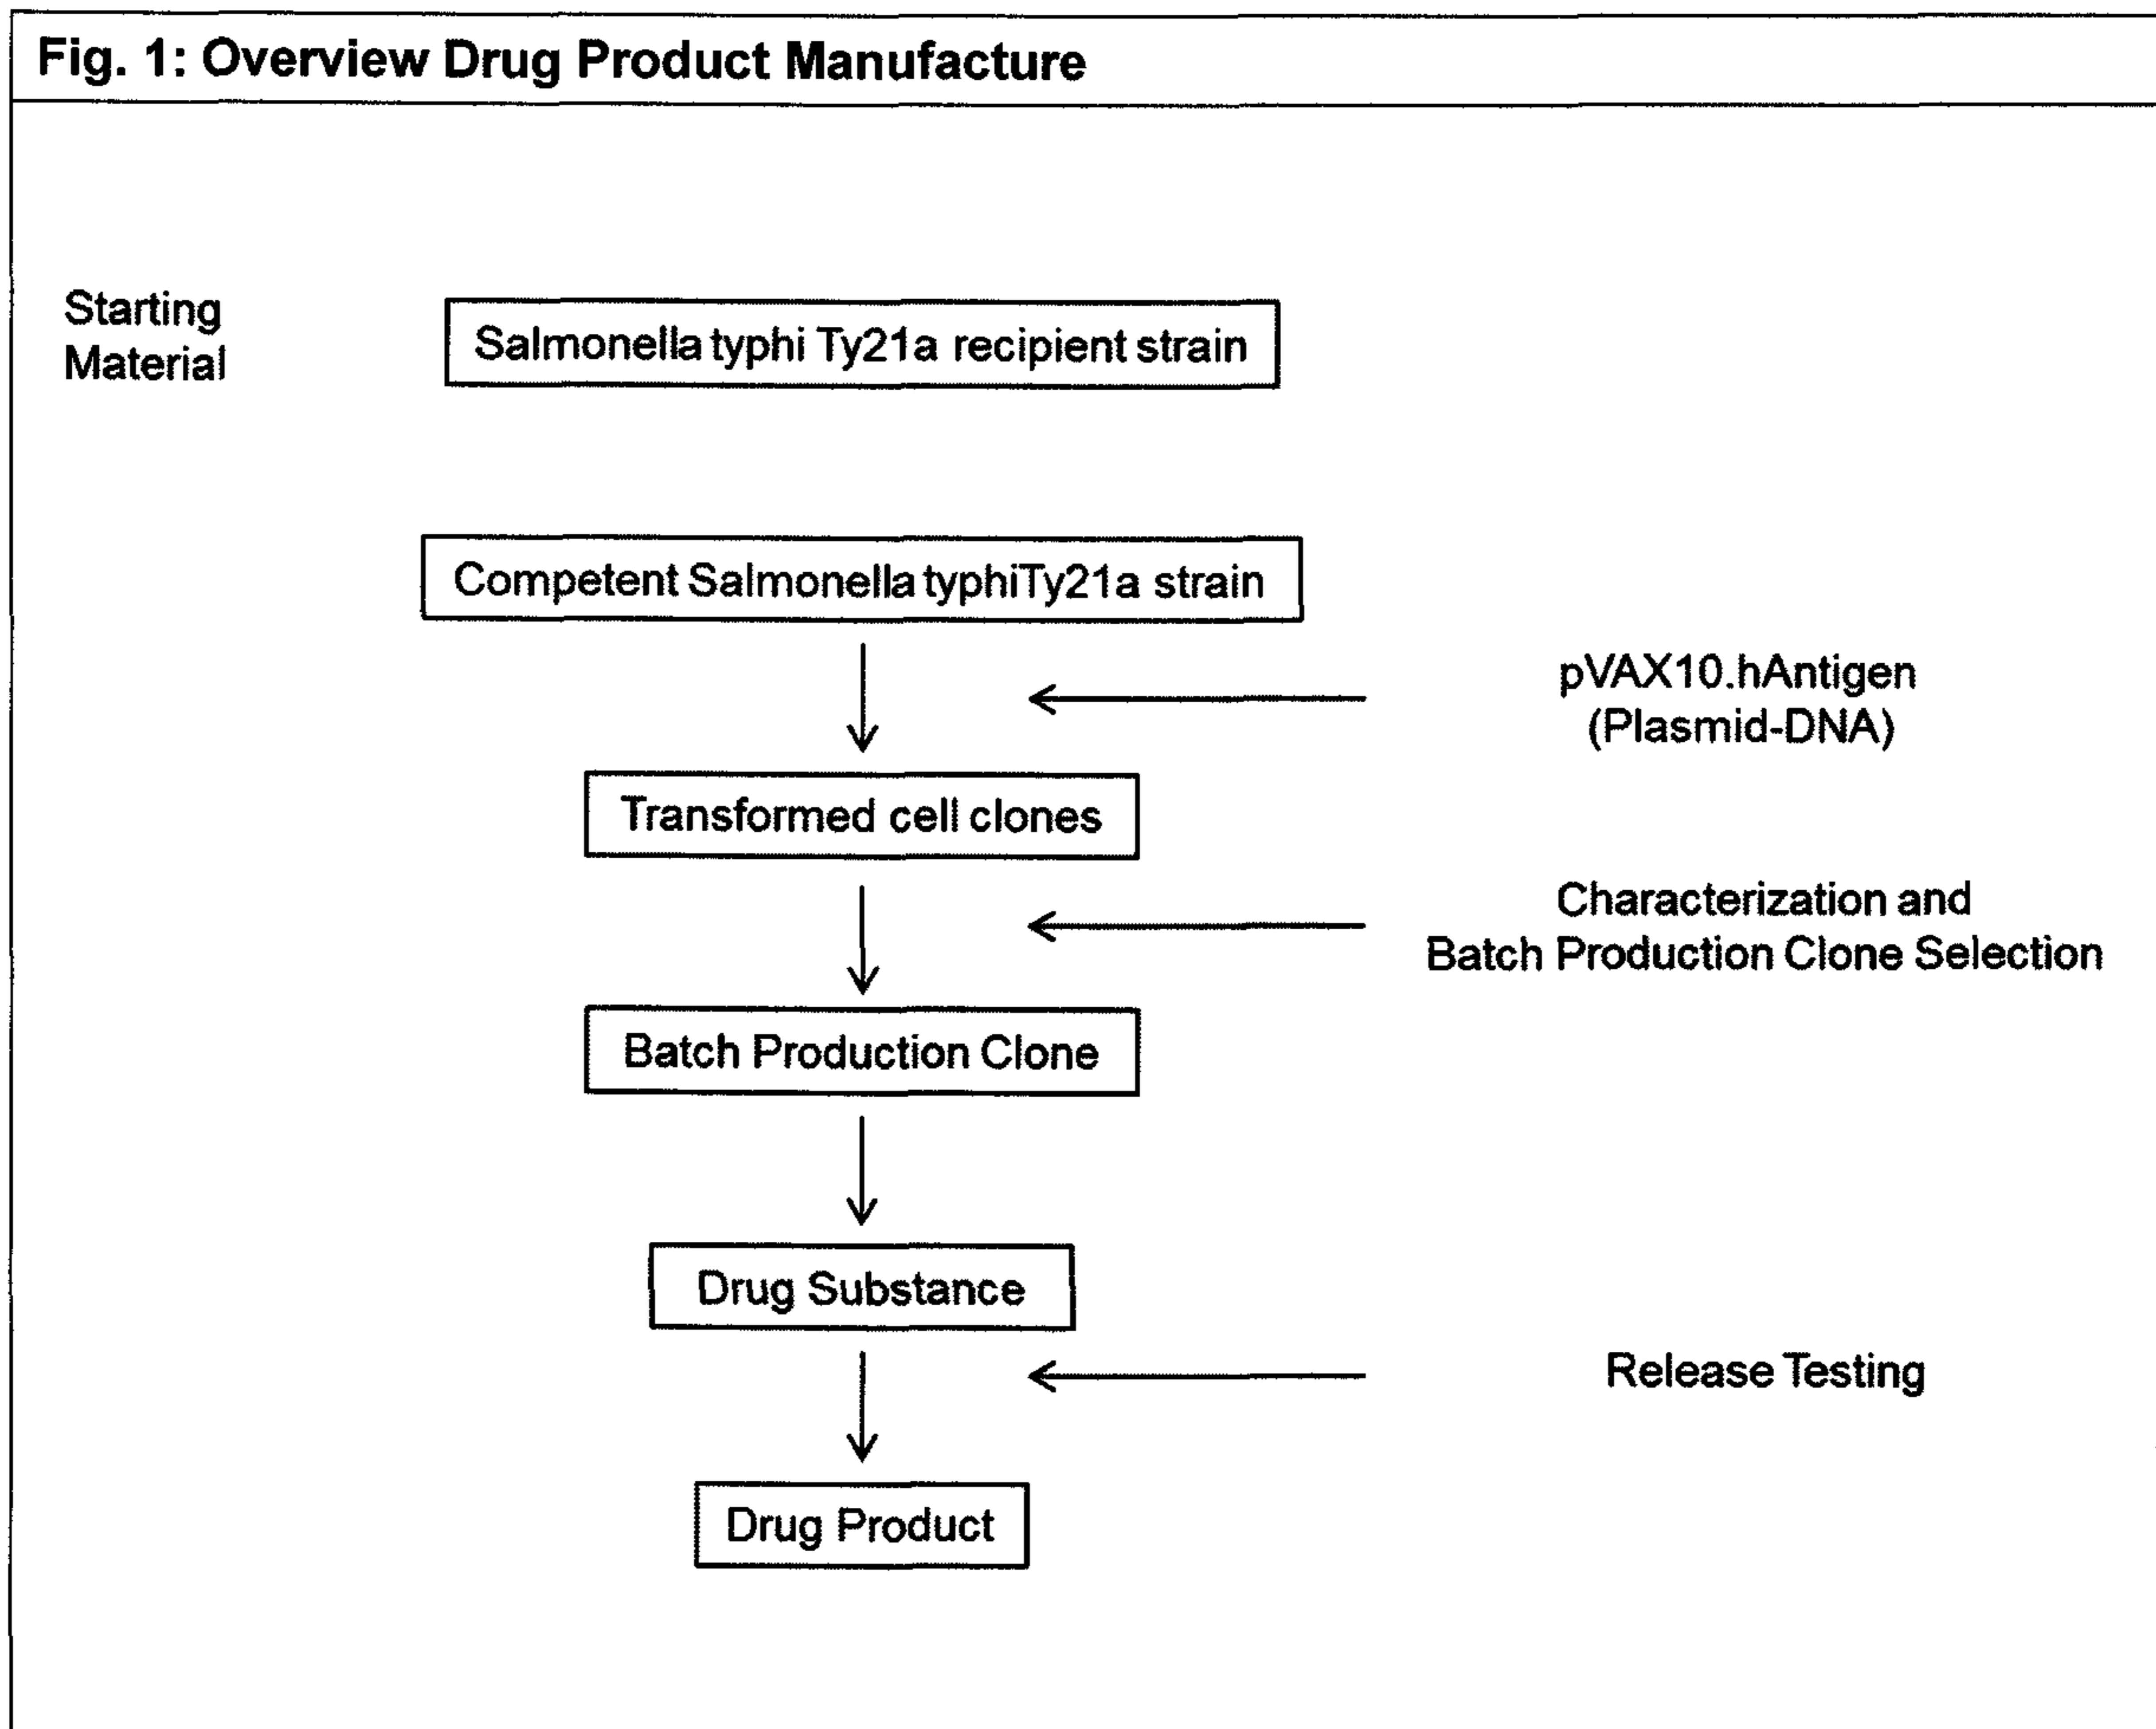 Fig. 1: Overview Drug Product Manufacture
Starting
Material
Salmonella typhi Ty21a recipient strain
Competent Salmonella typhiTy21a strain
pVAX10.hAntigen
(Plasmid-DNA)
Transformed cell clones
Characterization and
Batch Production Clone Selection
Batch Production Clone
Drug Substance
Release Testing
Drug Product